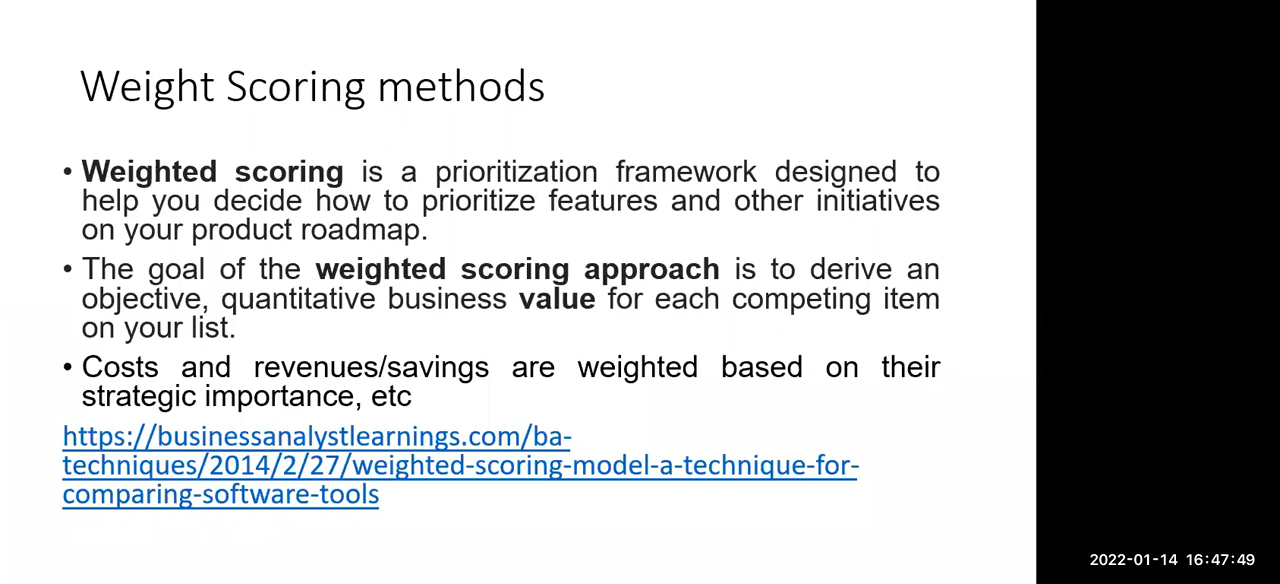 Weight Scoring methods
• Weighted scoring is a prioritization framework designed to
help you decide how to prioritize features and other initiatives
on your product roadmap.
• The goal of the weighted scoring approach is to derive an
objective, quantitative business value for each competing item
on your list.
• Costs and revenues/savings are weighted based on their
strategic importance, etc
https://businessanalystlearnings.com/ba-
techniques/2014/2/27/weighted-scoring-model-a-technique-for-
comparing-software-tools
2022-01-14 16:47:49